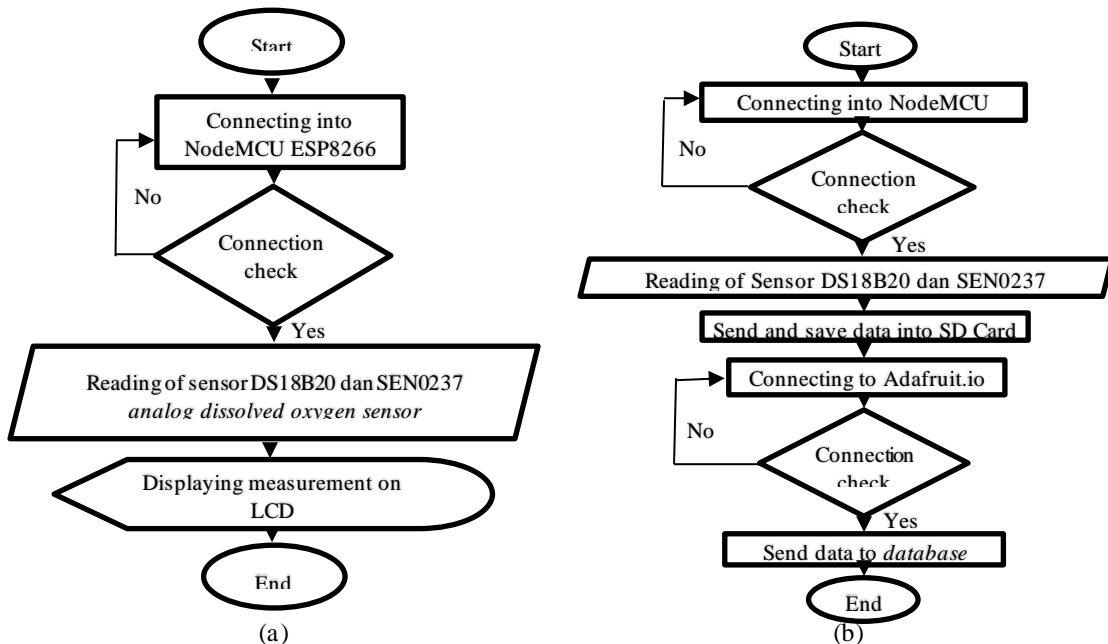 Start
Connecting into
NodeMCU ESP8266
No
Connection
check
Yes
Reading of sensor DS18B20 dan SEN0237
analog dissolved oxygen sensor
Displaying measurement on
LCD
End
(a)
Start
Connecting into NodeMCU
No
Connection
check
Yes
Reading of Sensor DS18B20 dan SEN0237
Send and save data into SD Card
Connecting to Adafruit.io
No
Connection
check
Yes
Send data to database
End
(b)